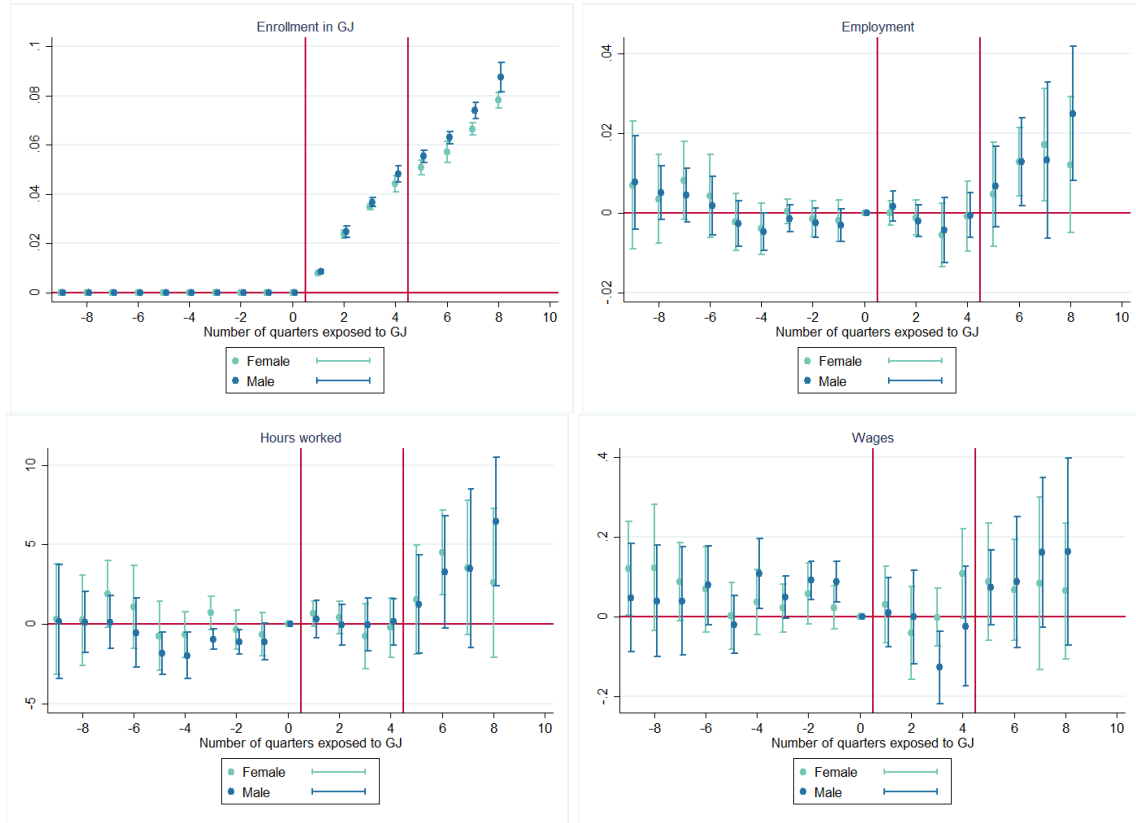 Enrollment in GJ
.1
.08
.06
.04
.02
0
-8 -6 -4 -2 0 2 4 6 8 10
Number of quarters exposed to GJ
Female
Male
Employment
.04
.02
0
-.02
-8 -6 -4 -2 0 2 4 6 8 10
Number of quarters exposed to GJ
Female
Male
Hours worked
10
5
0
-5
-8 -6 -4 -2 0 2 4 6 8 10
Number of quarters exposed to GJ
Female
Male
Wages
.4
.2
0
-.2
-8 -6 -4 -2 0 2 4 6 8 10
Number of quarters exposed to GJ
Female
Male